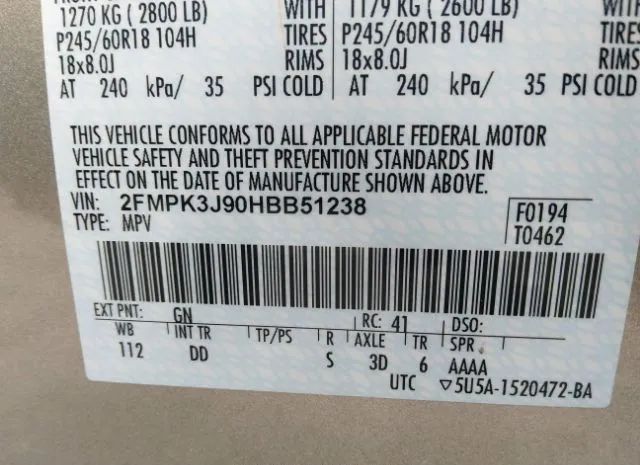 1270 KG ( 2800 LB) WITH 1179 KG ( 2600 LB) WITH
P245/60R18 104H TIRES P245/60R18 104H TIRES
18x8.0J RIMS 18x8.0J RIMS
AT 240 kPa/ 35 PSI COLD AT 240 kPa/ 35 PSI COLD
THIS VEHICLE CONFORMS TO ALL APPLICABLE FEDERAL MOTOR
VEHICLE SAFETY AND THEFT PREVENTION STANDARDS IN
EFFECT ON THE DATE OF MANUFACTURE SHOWN ABOVE.
VIN: 2FMPK3J90HBB51238 F0194
TYPE: MPV T0462
EXT PNT: GN RC: 41 DSO:
WB INT TR TP/PS R AXLE TR SPR
112 DD S 3D 6 AAAA
UTC ▽5U5A-1520472-BA